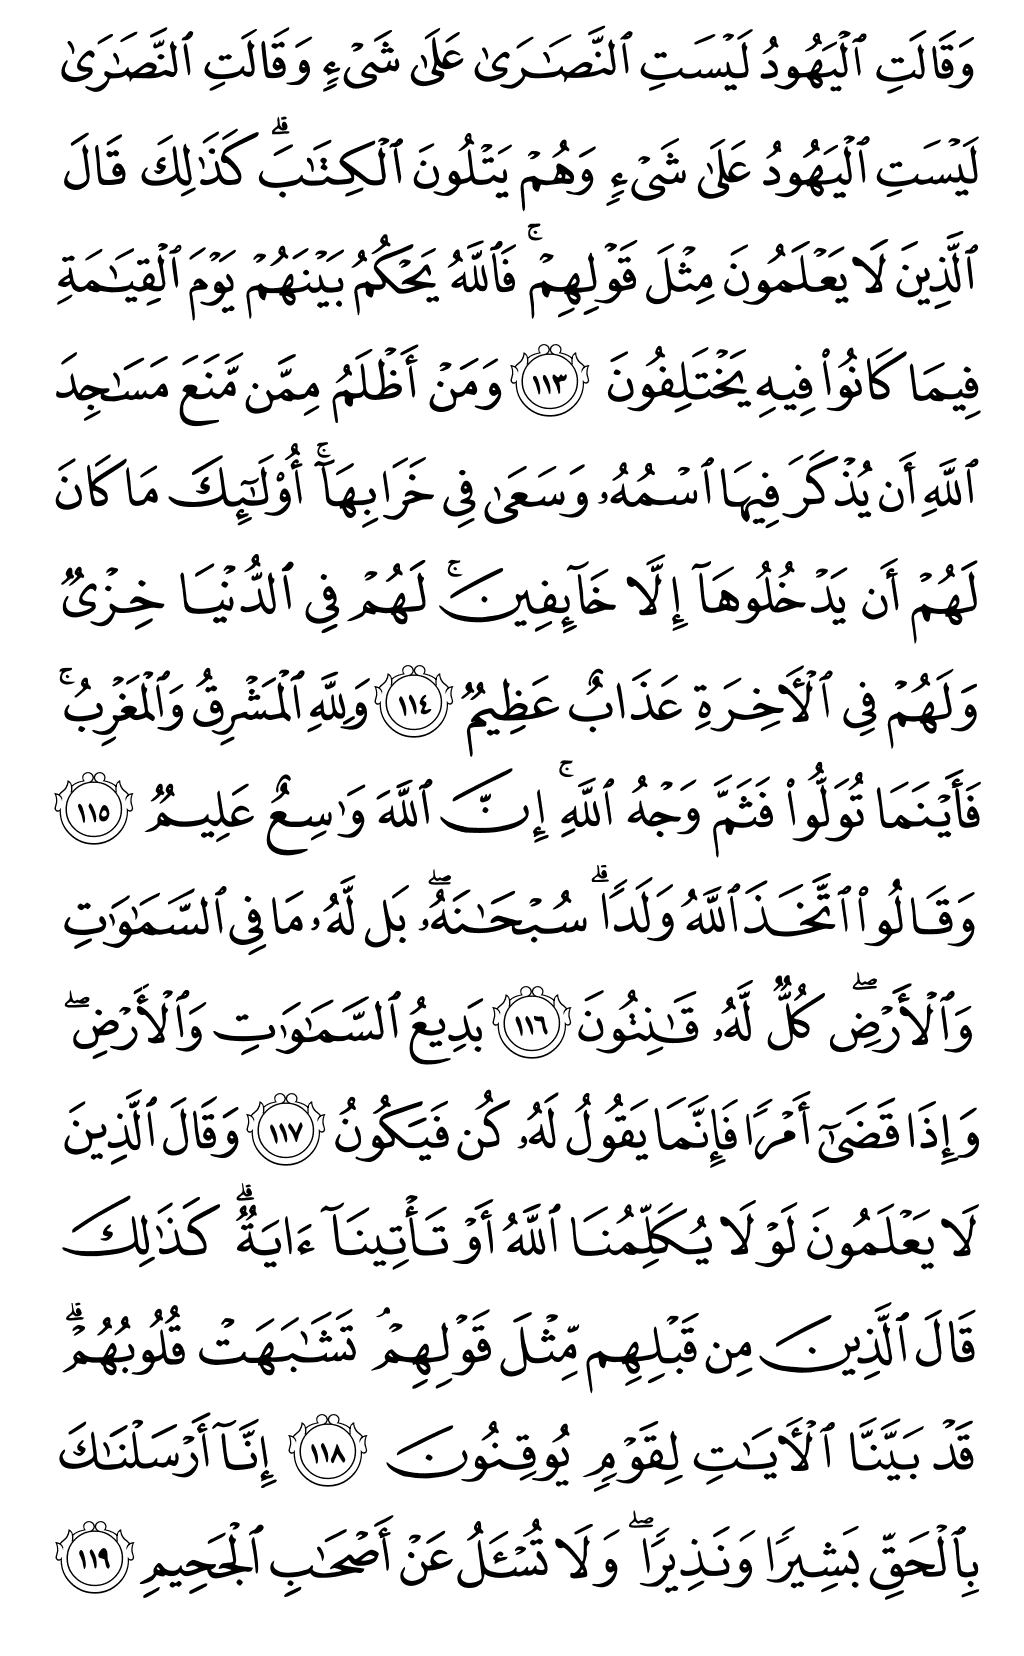 وَقَالَتِ ٱلْيَهُودُ لَيْسَتِ ٱلنَّصَـٰرَىٰ عَلَىٰ شَىْءٍ وَقَالَتِ ٱلنَّصَـٰرَىٰ
لَيْسَتِ ٱلْيَهُودُ عَلَىٰ شَىْءٍ وَهُمْ يَتْلُونَ ٱلْكِتَـٰبَ ۗ كَذَٰلِكَ قَالَ
ٱلَّذِينَ لَا يَعْلَمُونَ مِثْلَ قَوْلِهِمْ ۚ فَٱللَّهُ يَحْكُمُ بَيْنَهُمْ يَوْمَ ٱلْقِيَـٰمَةِ
فِيمَا كَانُوا۟ فِيهِ يَخْتَلِفُونَ ١١٣ وَمَنْ أَظْلَمُ مِمَّن مَّنَعَ مَسَـٰجِدَ
ٱللَّهِ أَن يُذْكَرَ فِيهَا ٱسْمُهُۥ وَسَعَىٰ فِى خَرَابِهَآ ۚ أُو۟لَـٰٓئِكَ مَا كَانَ
لَهُمْ أَن يَدْخُلُوهَآ إِلَّا خَآئِفِينَ ۚ لَهُمْ فِى ٱلدُّنْيَا خِزْىٌ
وَلَهُمْ فِى ٱلْـَٔاخِرَةِ عَذَابٌ عَظِيمٌ ١١٤ وَلِلَّهِ ٱلْمَشْرِقُ وَٱلْمَغْرِبُ ۚ
فَأَيْنَمَا تُوَلُّوا۟ فَثَمَّ وَجْهُ ٱللَّهِ ۚ إِنَّ ٱللَّهَ وَٰسِعٌ عَلِيمٌ ١١٥
وَقَالُوا۟ ٱتَّخَذَ ٱللَّهُ وَلَدًا ۗ سُبْحَـٰنَهُۥ ۖ بَل لَّهُۥ مَا فِى ٱلسَّمَـٰوَٰتِ
وَٱلْأَرْضِ ۖ كُلٌّ لَّهُۥ قَـٰنِتُونَ ١١٦ بَدِيعُ ٱلسَّمَـٰوَٰتِ وَٱلْأَرْضِ ۖ
وَإِذَا قَضَىٰٓ أَمْرًا فَإِنَّمَا يَقُولُ لَهُۥ كُن فَيَكُونُ ١١٧ وَقَالَ ٱلَّذِينَ
لَا يَعْلَمُونَ لَوْلَا يُكَلِّمُنَا ٱللَّهُ أَوْ تَأْتِينَآ ءَايَةٌ ۗ كَذَٰلِكَ
قَالَ ٱلَّذِينَ مِن قَبْلِهِم مِّثْلَ قَوْلِهِمْ ۘ تَشَـٰبَهَتْ قُلُوبُهُمْ ۗ
قَدْ بَيَّنَّا ٱلْـَٔايَـٰتِ لِقَوْمٍ يُوقِنُونَ ١١٨ إِنَّآ أَرْسَلْنَـٰكَ
بِٱلْحَقِّ بَشِيرًا وَنَذِيرًا ۖ وَلَا تُسْـَٔلُ عَنْ أَصْحَـٰبِ ٱلْجَحِيمِ ١١٩